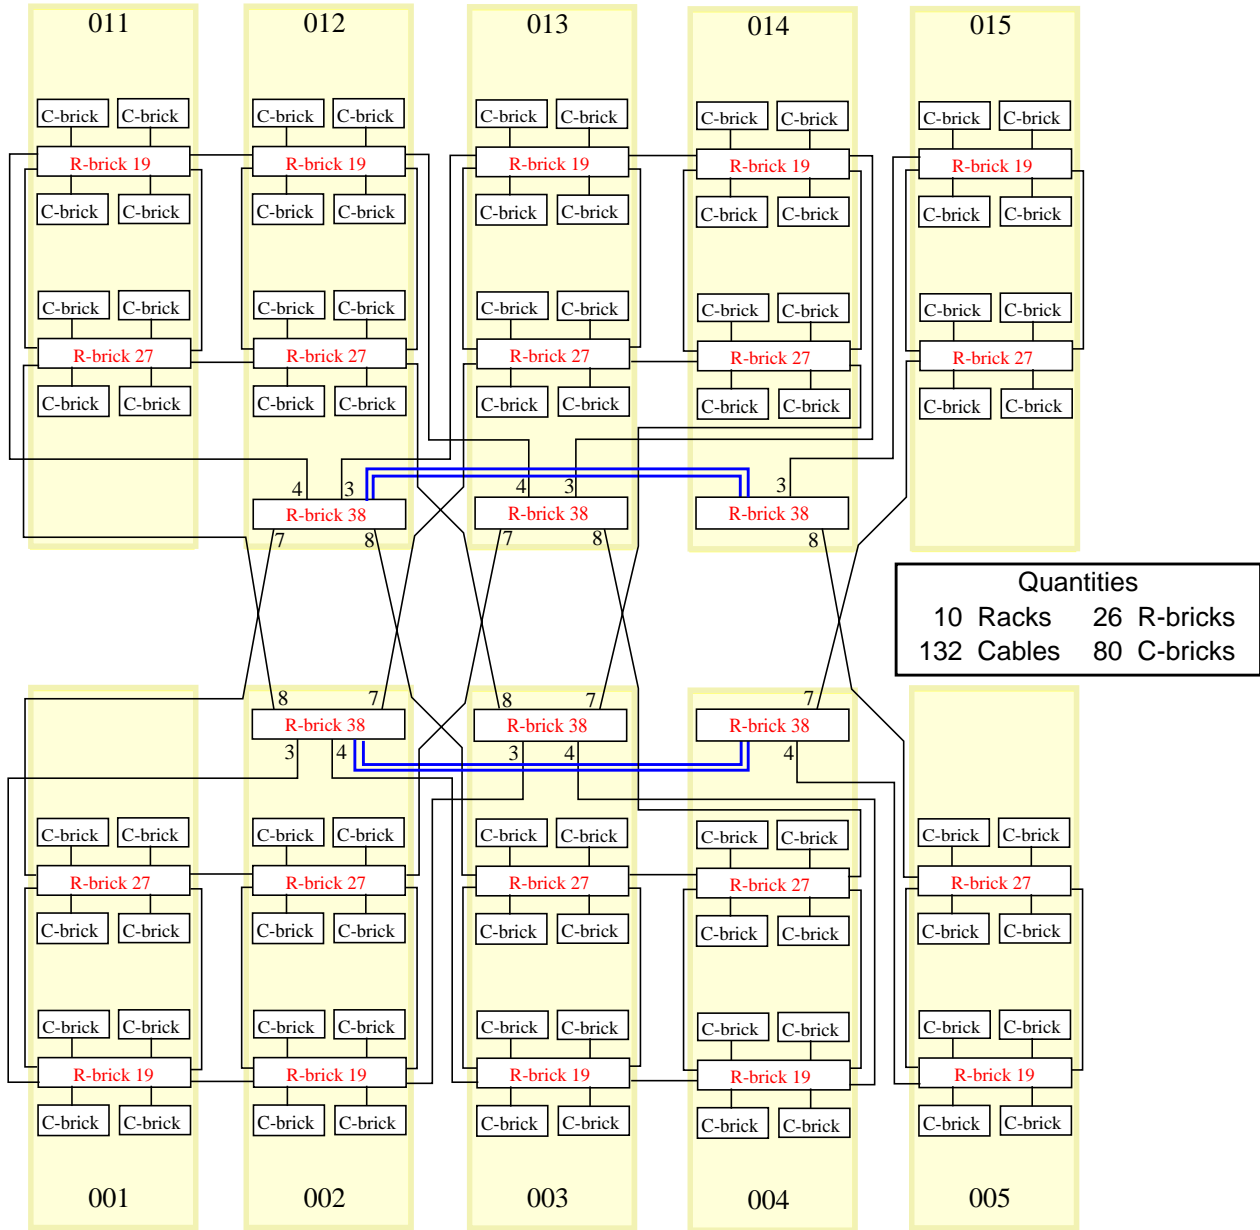 011 012 013 014 015
C-brick C-brick C-brick C-brick C-brick C-brick C-brick C-brick C-brick C-brick
R-brick 19 R-brick 19 R-brick 19 R-brick 19 R-brick 19
C-brick C-brick C-brick C-brick C-brick C-brick C-brick C-brick C-brick C-brick
C-brick C-brick C-brick C-brick C-brick C-brick C-brick C-brick C-brick C-brick
R-brick 27 R-brick 27 R-brick 27 R-brick 27 R-brick 27
C-brick C-brick C-brick C-brick C-brick C-brick C-brick C-brick C-brick C-brick
4 3 4 3 3
R-brick 38 R-brick 38 R-brick 38
7 8 7 8 8
Quantities
10 Racks 26 R-bricks
132 Cables 80 C-bricks
8 7 8 7 7
R-brick 38 R-brick 38 R-brick 38
3 4 3 4 4
C-brick C-brick C-brick C-brick C-brick C-brick C-brick C-brick C-brick C-brick
R-brick 27 R-brick 27 R-brick 27 R-brick 27 R-brick 27
C-brick C-brick C-brick C-brick C-brick C-brick C-brick C-brick C-brick C-brick
C-brick C-brick C-brick C-brick C-brick C-brick C-brick C-brick C-brick C-brick
R-brick 19 R-brick 19 R-brick 19 R-brick 19 R-brick 19
C-brick C-brick C-brick C-brick C-brick C-brick C-brick C-brick C-brick C-brick
001 002 003 004 005